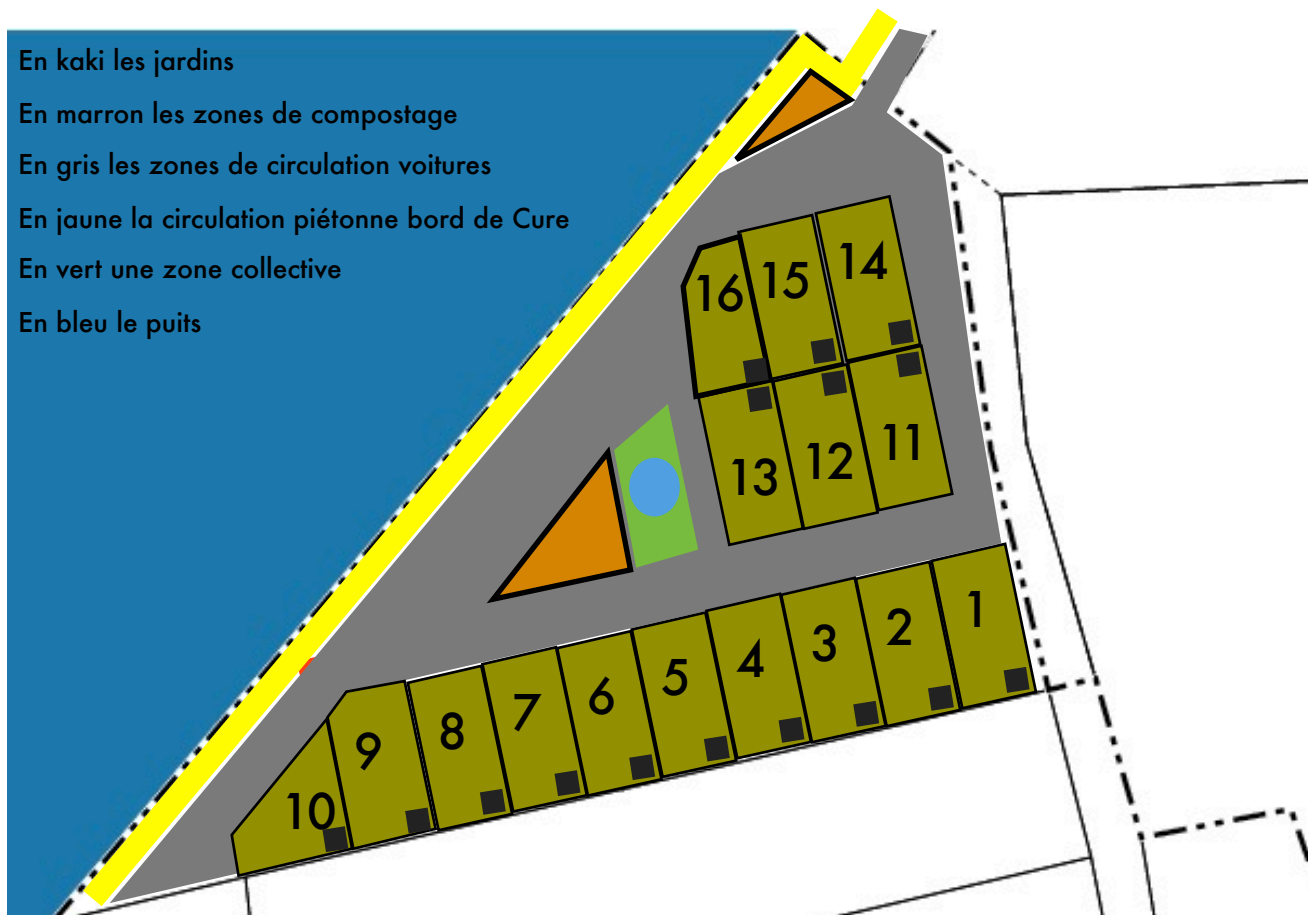 En kaki les jardins
En marron les zones de compostage
En gris les zones de circulation voitures
En jaune la circulation piétonne bord de Cure
En vert une zone collective
En bleu le puits
16 15 14
13 12 11
10 9 8 7 6 5 4 3 2 1